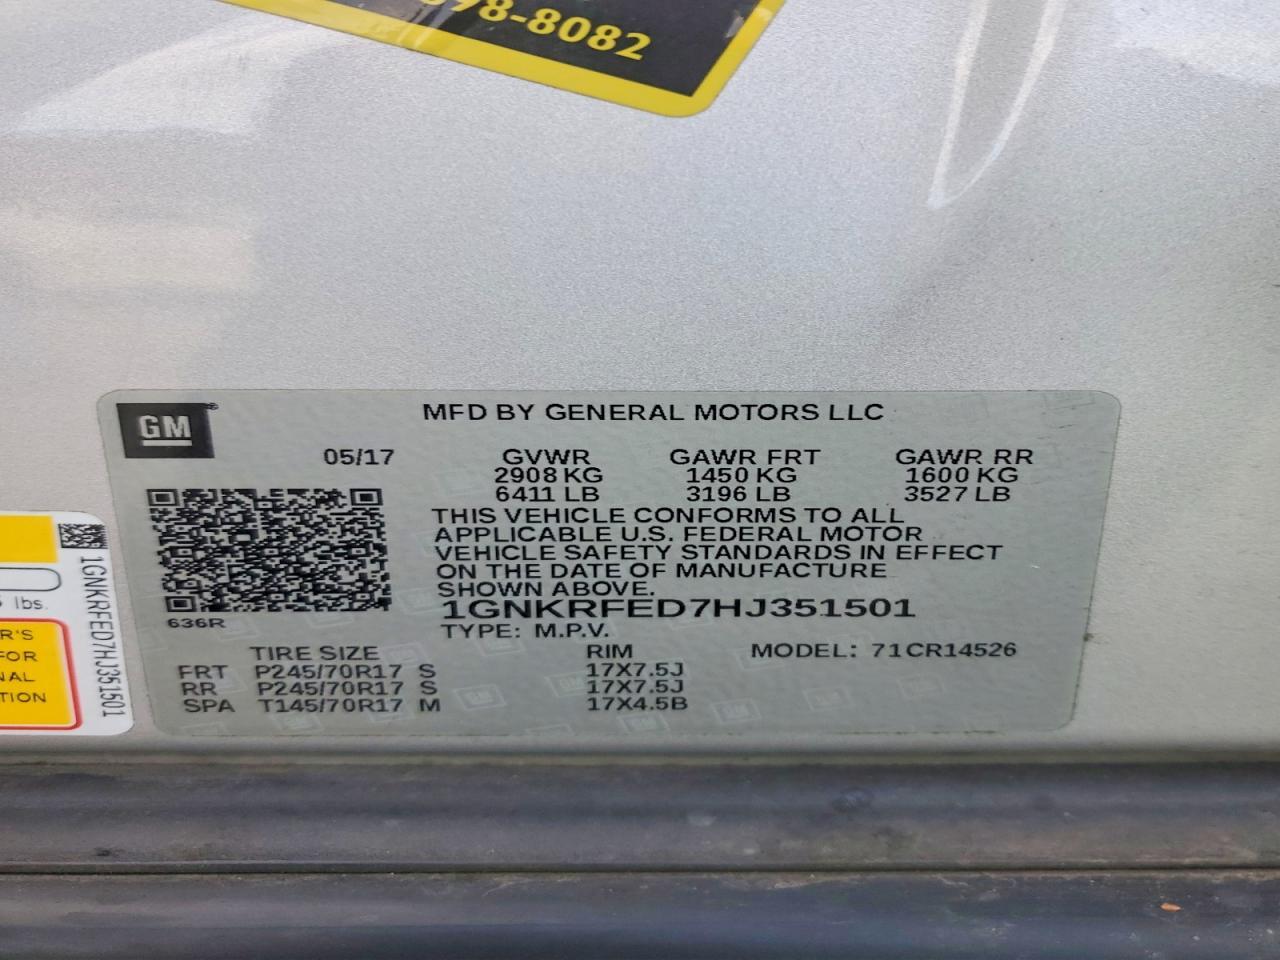 98-8082
GM
MFD BY GENERAL MOTORS LLC
05/17 GVWR GAWR FRT GAWR RR
2908 KG 1450 KG 1600 KG
6411 LB 3196 LB 3527 LB
THIS VEHICLE CONFORMS TO ALL
APPLICABLE U.S. FEDERAL MOTOR
VEHICLE SAFETY STANDARDS IN EFFECT
ON THE DATE OF MANUFACTURE
SHOWN ABOVE.
1GNKRFED7HJ351501
636R
TYPE: M.P.V.
TIRE SIZE RIM MODEL: 71CR14526
FRT P245/70R17 S 17X7.5J
RR P245/70R17 S 17X7.5J
SPA T145/70R17 M 17X4.5B
lbs.
R'S
FOR
NAL
TION
1GNKRFED7HJ351501